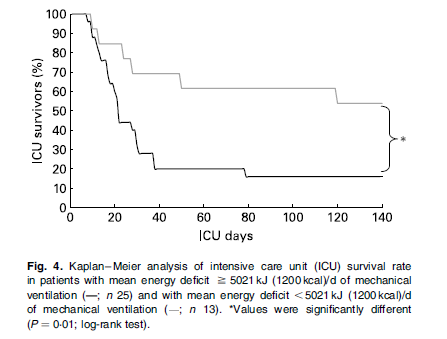 100
90
80
70
60
50
40
30
20
10
0
ICU survivors (%)
*
0 20 40 60 80 100 120 140
ICU days
Fig. 4. Kaplan–Meier analysis of intensive care unit (ICU) survival rate
in patients with mean energy deficit ≧ 5021 kJ (1200 kcal)/d of mechanical
ventilation (—; n 25) and with mean energy deficit < 5021 kJ (1200 kcal)/d
of mechanical ventilation (—; n 13). *Values were significantly different
(P = 0·01; log-rank test).